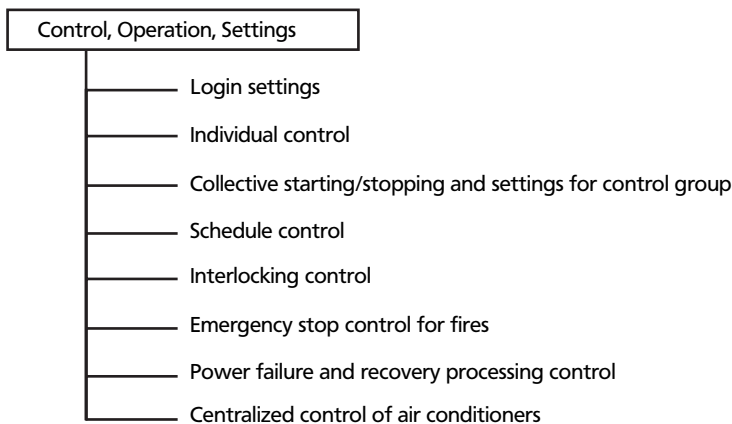 Control, Operation, Settings
Login settings
Individual control
Collective starting/stopping and settings for control group
Schedule control
Interlocking control
Emergency stop control for fires
Power failure and recovery processing control
Centralized control of air conditioners